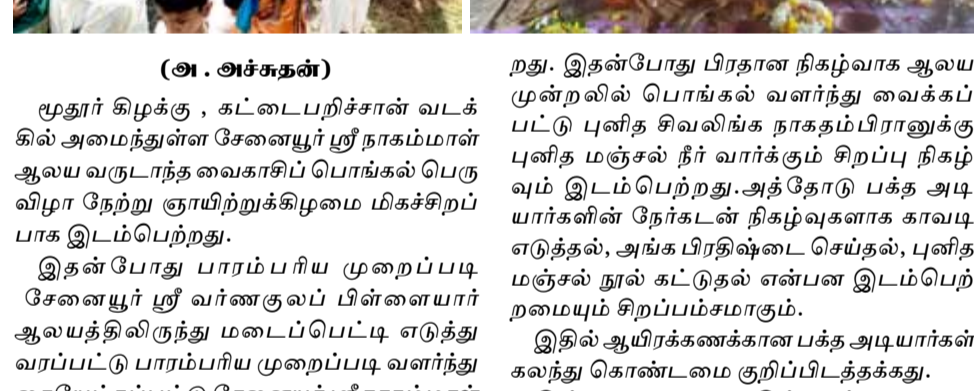 (அ . அச்சுதன்)
மூதூர் கிழக்கு , கட்டைபறிச்சான் வடக்
கில் அமைந்துள்ள சேனையூர் ஸ்ரீ நாகம்மாள்
ஆலய வருடாந்த வைகாசிப் பொங்கல் பெரு
விழா நேற்று ஞாயிற்றுக்கிழமை மிகச்சிறப்
பாக இடம்பெற்றது.
இதன்போது பாரம்பரிய முறைப்படி
சேனையூர் ஸ்ரீ வர்ணகுலப் பிள்ளையார்
ஆலயத்திலிருந்து மடைப்பெட்டி எடுத்து
வரப்பட்டு பாரம்பரிய முறைப்படி வளர்ந்து
றது. இதன்போது பிரதான நிகழ்வாக ஆலய
முன்றலில் பொங்கல் வளர்ந்து வைக்கப்
பட்டு புனித சிவலிங்க நாகதம்பிரானுக்கு
புனித மஞ்சல் நீர் வார்க்கும் சிறப்பு நிகழ்
வும் இடம்பெற்றது.அத்தோடு பக்த அடி
யார்களின் நேர்கடன் நிகழ்வுகளாக காவடி
எடுத்தல், அங்க பிரதிஷ்டை செய்தல், புனித
மஞ்சல் நூல் கட்டுதல் என்பன இடம்பெற்
றமையும் சிறப்பம்சமாகும்.
இதில் ஆயிரக்கணக்கான பக்த அடியார்கள்
கலந்து கொண்டமை குறிப்பிடத்தக்கது.